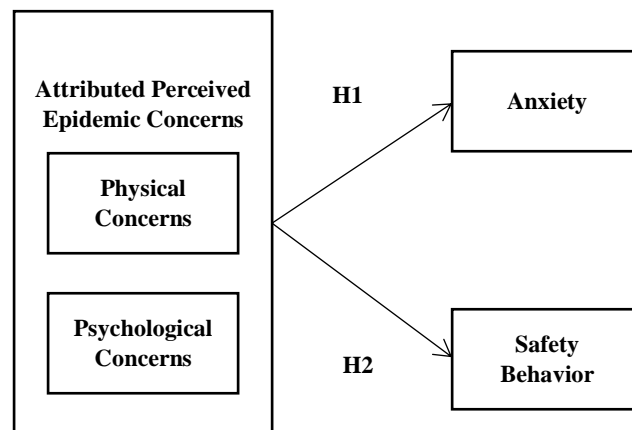 Attributed Perceived
Epidemic Concerns
Physical
Concerns
Psychological
Concerns
H1
H2
Anxiety
Safety
Behavior